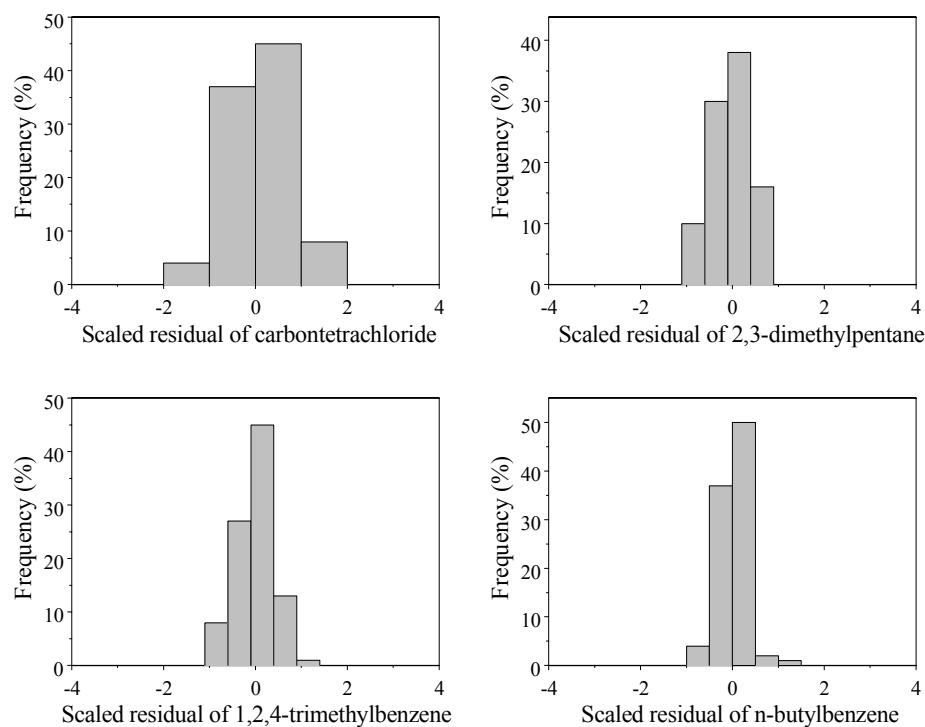 50
40
30
20
10
0
Frequency (%)
-4 -2 0 2 4
Scaled residual of carbontetrachloride
40
30
20
10
0
Frequency (%)
-4 -2 0 2 4
Scaled residual of 2,3-dimethylpentane
50
40
30
20
10
0
Frequency (%)
-4 -2 0 2 4
Scaled residual of 1,2,4-trimethylbenzene
50
40
30
20
10
0
Frequency (%)
-4 -2 0 2 4
Scaled residual of n-butylbenzene